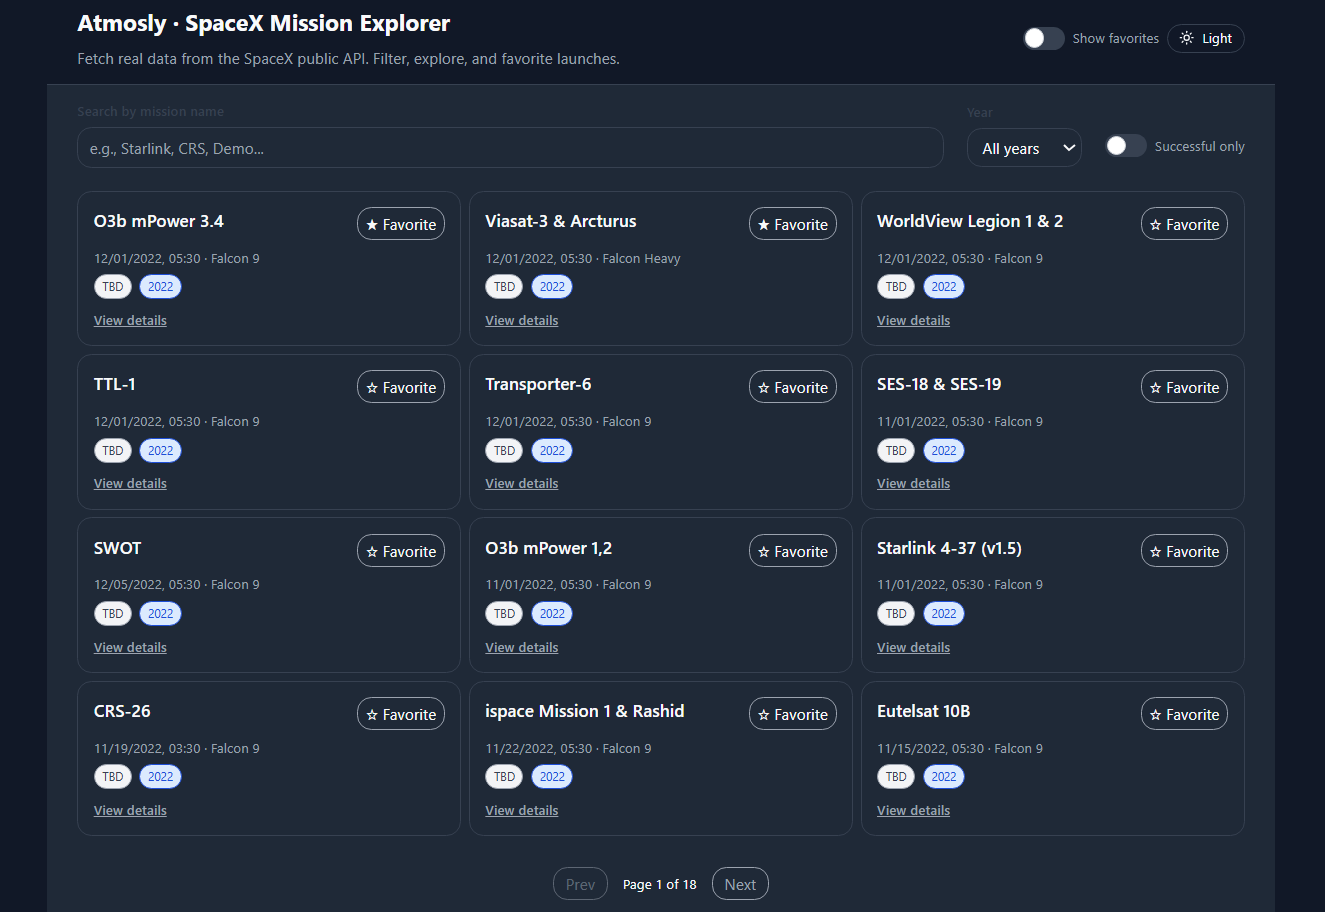 Atmosly · SpaceX Mission Explorer
Fetch real data from the SpaceX public API. Filter, explore, and favorite launches.
Show favorites
Light
Search by mission name
e.g., Starlink, CRS, Demo...
Year
All years
Successful only
O3b mPower 3.4
★ Favorite
12/01/2022, 05:30 · Falcon 9
TBD 2022
View details
Viasat-3 & Arcturus
★ Favorite
12/01/2022, 05:30 · Falcon Heavy
TBD 2022
View details
WorldView Legion 1 & 2
☆ Favorite
12/01/2022, 05:30 · Falcon 9
TBD 2022
View details
TTL-1
☆ Favorite
12/01/2022, 05:30 · Falcon 9
TBD 2022
View details
Transporter-6
☆ Favorite
12/01/2022, 05:30 · Falcon 9
TBD 2022
View details
SES-18 & SES-19
☆ Favorite
11/01/2022, 05:30 · Falcon 9
TBD 2022
View details
SWOT
☆ Favorite
12/05/2022, 05:30 · Falcon 9
TBD 2022
View details
O3b mPower 1,2
☆ Favorite
11/01/2022, 05:30 · Falcon 9
TBD 2022
View details
Starlink 4-37 (v1.5)
☆ Favorite
11/01/2022, 05:30 · Falcon 9
TBD 2022
View details
CRS-26
☆ Favorite
11/19/2022, 03:30 · Falcon 9
TBD 2022
View details
ispace Mission 1 & Rashid
☆ Favorite
11/22/2022, 05:30 · Falcon 9
TBD 2022
View details
Eutelsat 10B
☆ Favorite
11/15/2022, 05:30 · Falcon 9
TBD 2022
View details
Prev
Page 1 of 18
Next